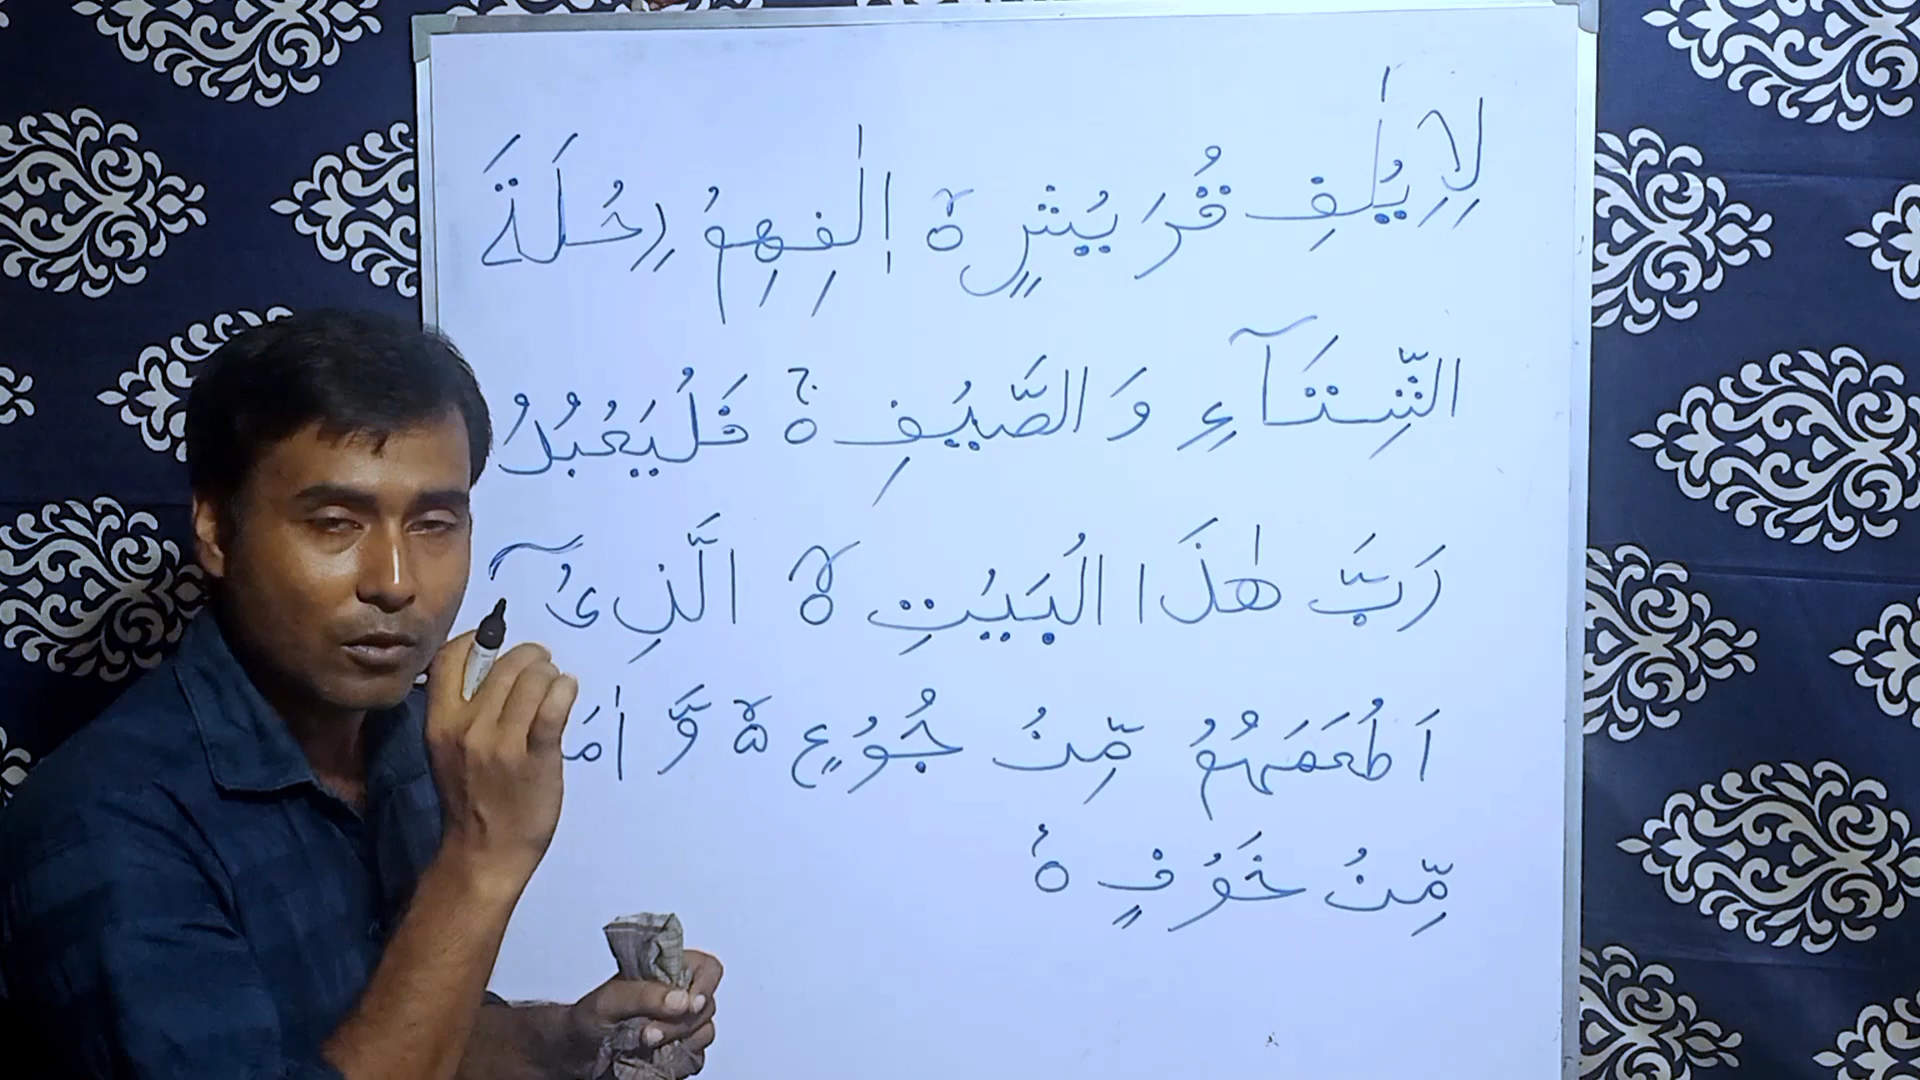 لِاِيْلٰفِ قُرَيْشٍ ۙ اٖلٰفِهِمْ رِحْلَةَ
الشِّتَآءِ وَ الصَّيْفِ ۚ فَلْيَعْبُدُ
رَبَّ هٰذَا الْبَيْتِ ۙ الَّذِىْٓ
اَطْعَمَهُمْ مِّنْ جُوْعٍ ۙ وَّ اٰمَ
مِّنْ خَوْفٍ